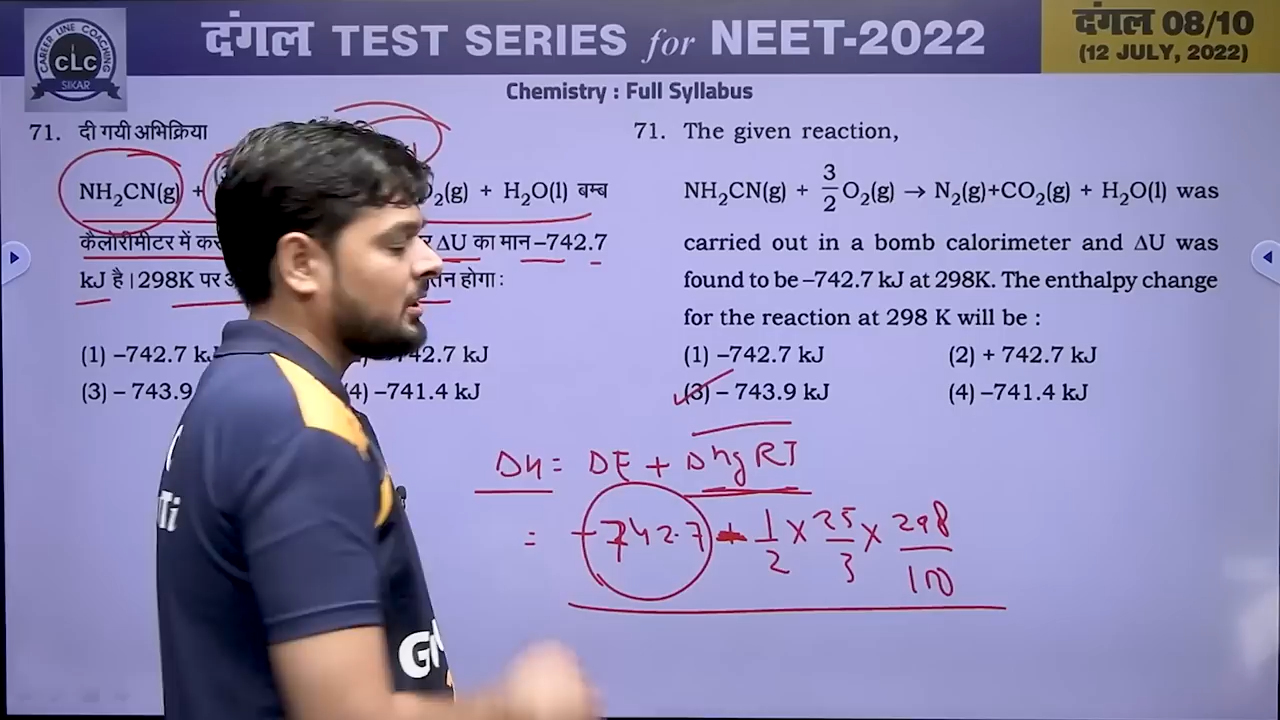 CAREER LINE COACHING
CLC
SIKAR
दंगल TEST SERIES for NEET-2022
दंगल 08/10
(12 JULY, 2022)
Chemistry : Full Syllabus
71. दी गयी अभिक्रिया
NH₂CN(g) + O₂(g) + H₂O(l) बम्ब
कैलोरीमीटर में ΔU का मान –742.7
kJ है। 298K पर होगा :
(1) –742.7 kJ 742.7 kJ
(3) – 743.9 (4) –741.4 kJ
71. The given reaction,
NH₂CN(g) + 3/2 O₂(g) → N₂(g)+CO₂(g) + H₂O(l) was
carried out in a bomb calorimeter and ΔU was
found to be –742.7 kJ at 298K. The enthalpy change
for the reaction at 298 K will be :
(1) –742.7 kJ (2) + 742.7 kJ
(3) – 743.9 kJ (4) –741.4 kJ
ΔH = ΔE + ΔngRT
= -742.7 + 1/2 × 25/3 × 298/100